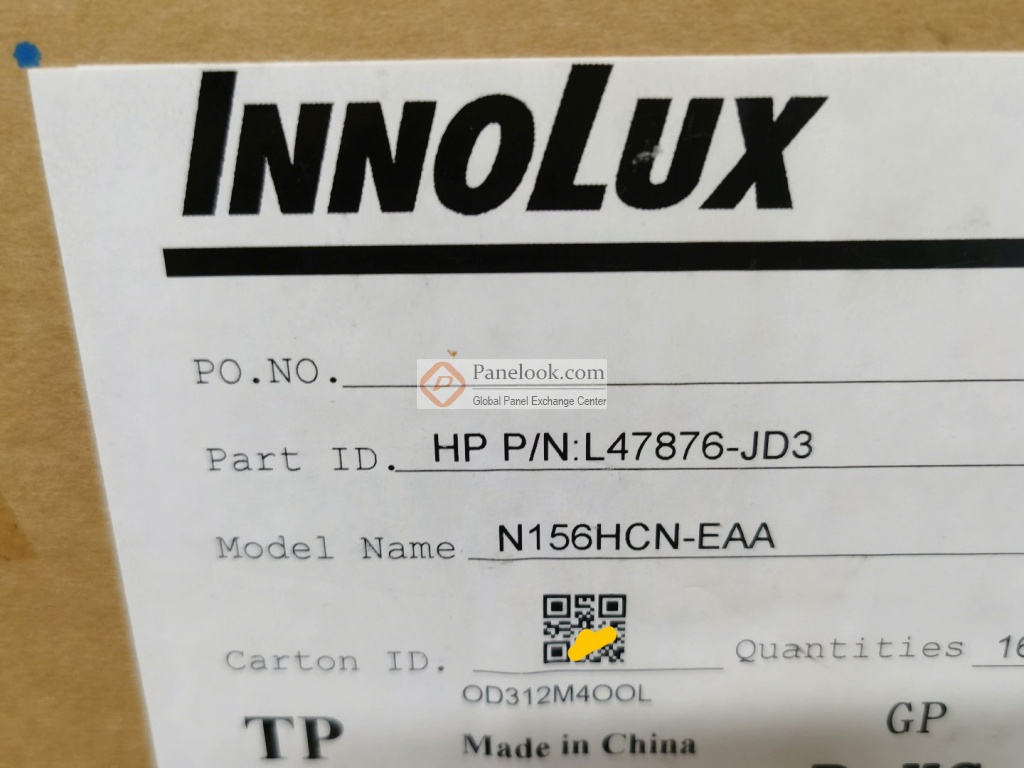 INNOLUX
PO.NO.
Panelook.com
Global Panel Exchange Center
Part ID. HP P/N:L47876-JD3
Model Name N156HCN-EAA
Carton ID. Quantities 16
OD312M4OOL
TP Made in China GP